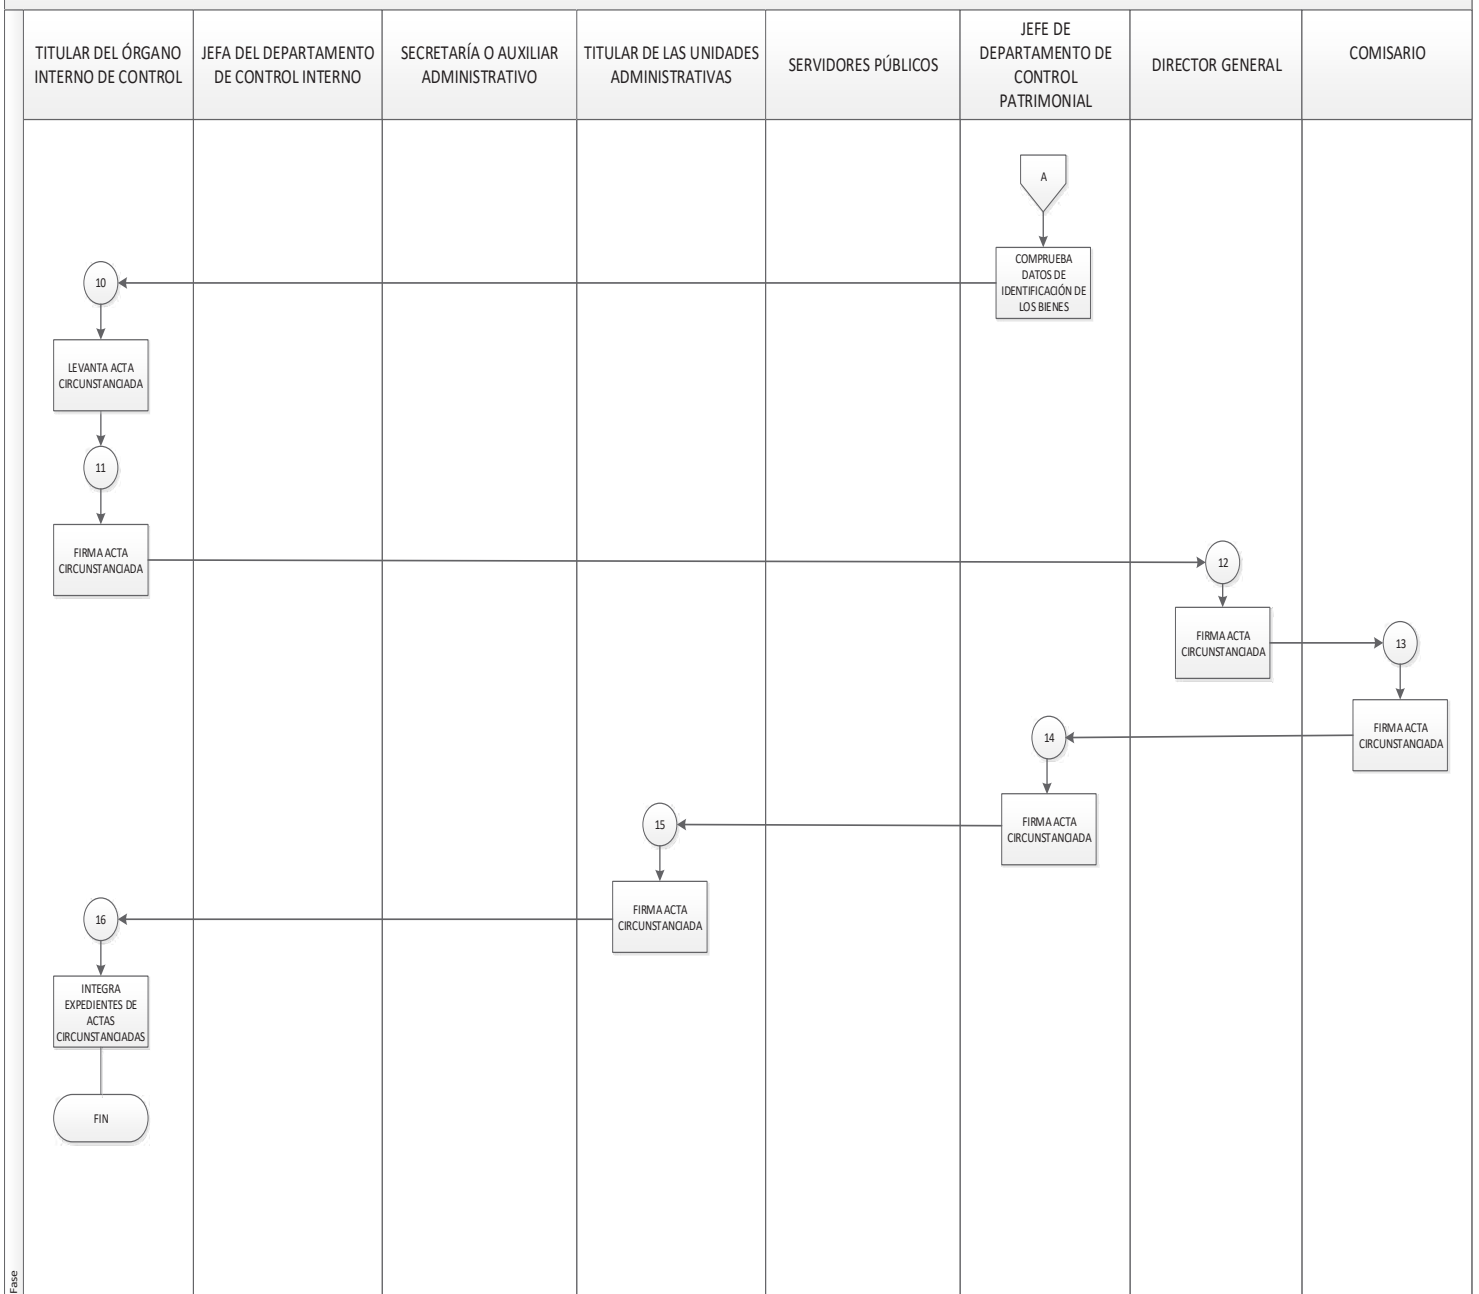 TITULAR DEL ÓRGANO
INTERNO DE CONTROL
JEFA DEL DEPARTAMENTO
DE CONTROL INTERNO
SECRETARÍA O AUXILIAR
ADMINISTRATIVO
TITULAR DE LAS UNIDADES
ADMINISTRATIVAS
SERVIDORES PÚBLICOS
JEFE DE
DEPARTAMENTO DE
CONTROL
PATRIMONIAL
DIRECTOR GENERAL
COMISARIO
A
COMPRUEBA
DATOS DE
IDENTIFICACIÓN DE
LOS BIENES
10
LEVANTA ACTA
CIRCUNSTANCIADA
11
FIRMA ACTA
CIRCUNSTANCIADA
12
FIRMA ACTA
CIRCUNSTANCIADA
13
FIRMA ACTA
CIRCUNSTANCIADA
14
FIRMA ACTA
CIRCUNSTANCIADA
15
FIRMA ACTA
CIRCUNSTANCIADA
16
INTEGRA
EXPEDIENTES DE
ACTAS
CIRCUNSTANCIADAS
FIN
Fase